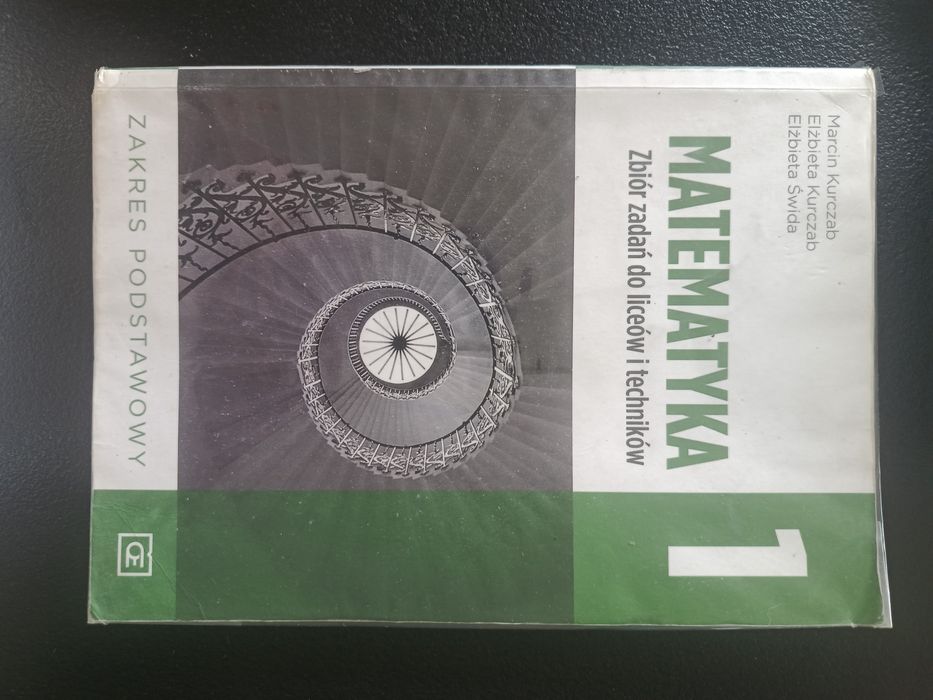 Marcin Kurczab
Elżbieta Kurczab
Elżbieta Świda
MATEMATYKA
Zbiór zadań do liceów i techników
1
ZAKRES PODSTAWOWY